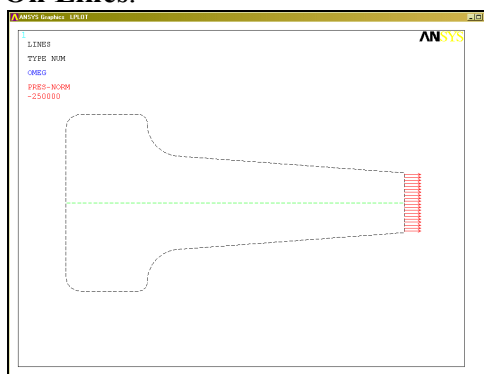 On Lines.
ANSYS Graphics LPLOT
1
ANSYS
LINES
TYPE NUM
OMEG
PRES-NORM
-250000